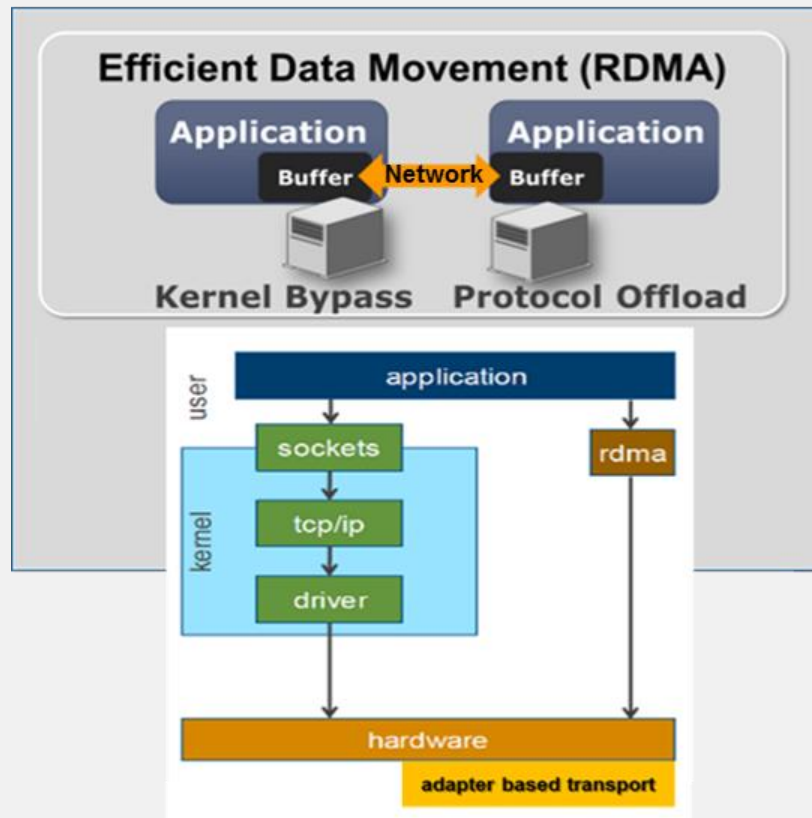 Efficient Data Movement (RDMA)
Application
Application
Buffer
Network
Buffer
Kernel Bypass
Protocol Offload
user
application
sockets
rdma
kernel
tcp/ip
driver
hardware
adapter based transport